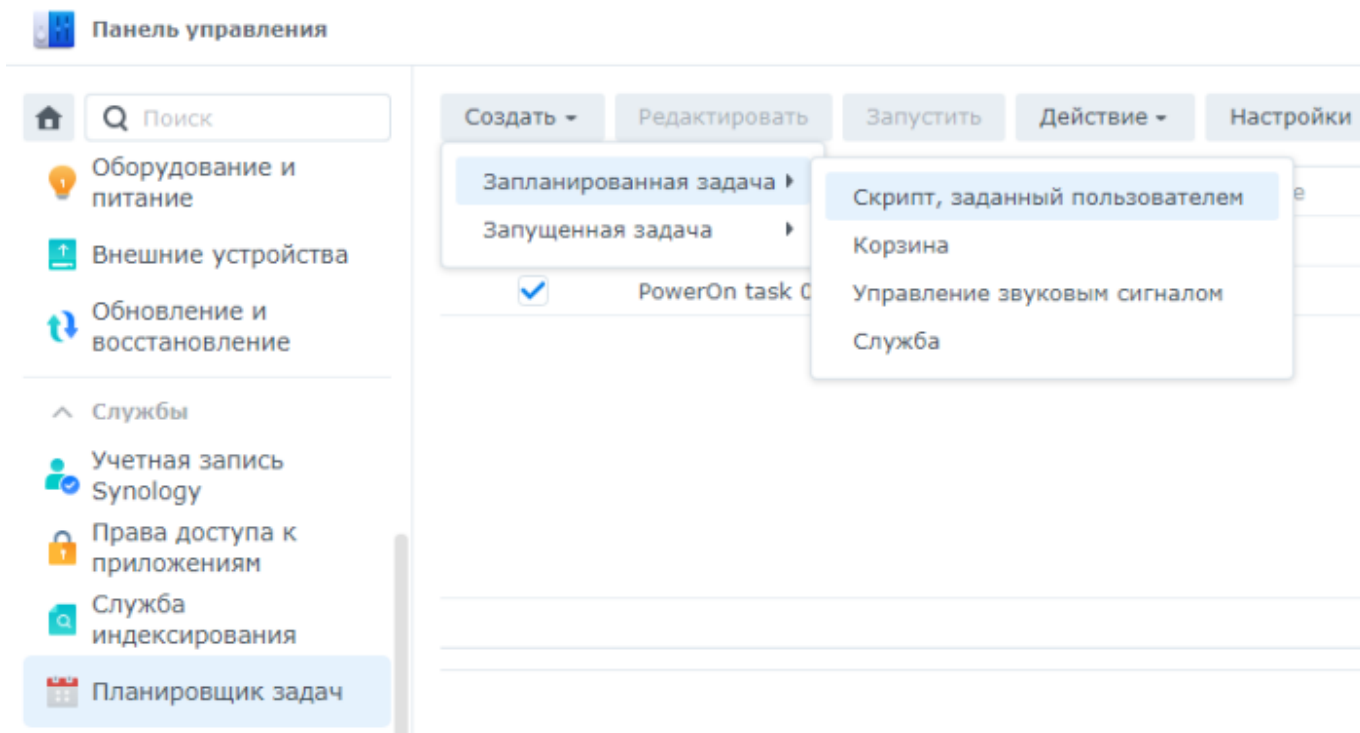 Панель управления
Поиск
Оборудование и
питание
Внешние устройства
Обновление и
восстановление
Службы
Учетная запись
Synology
Права доступа к
приложениям
Служба
индексирования
Планировщик задач
Создать
Редактировать
Запустить
Действие
Настройки
Запланированная задача
Запущенная задача
Скрипт, заданный пользователем
Корзина
Управление звуковым сигналом
Служба
PowerOn task